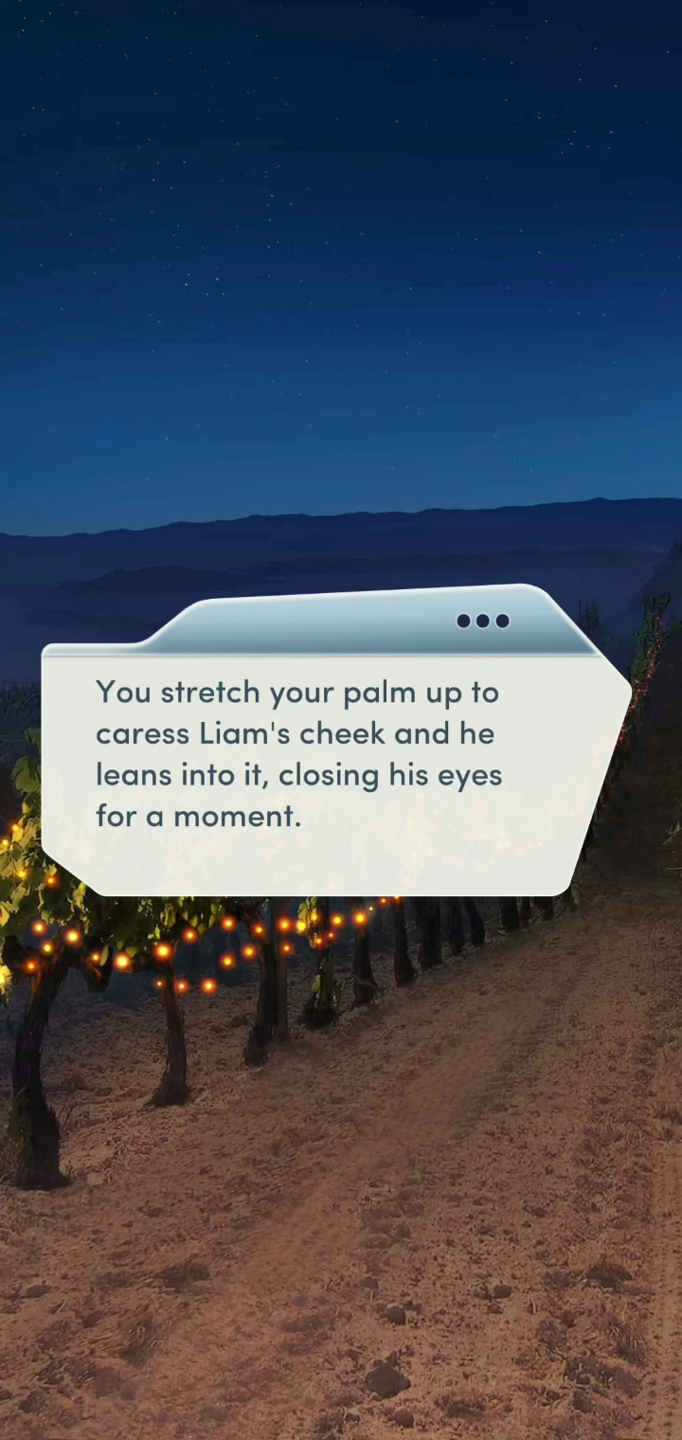 You stretch your palm up to
caress Liam's cheek and he
leans into it, closing his eyes
for a moment.